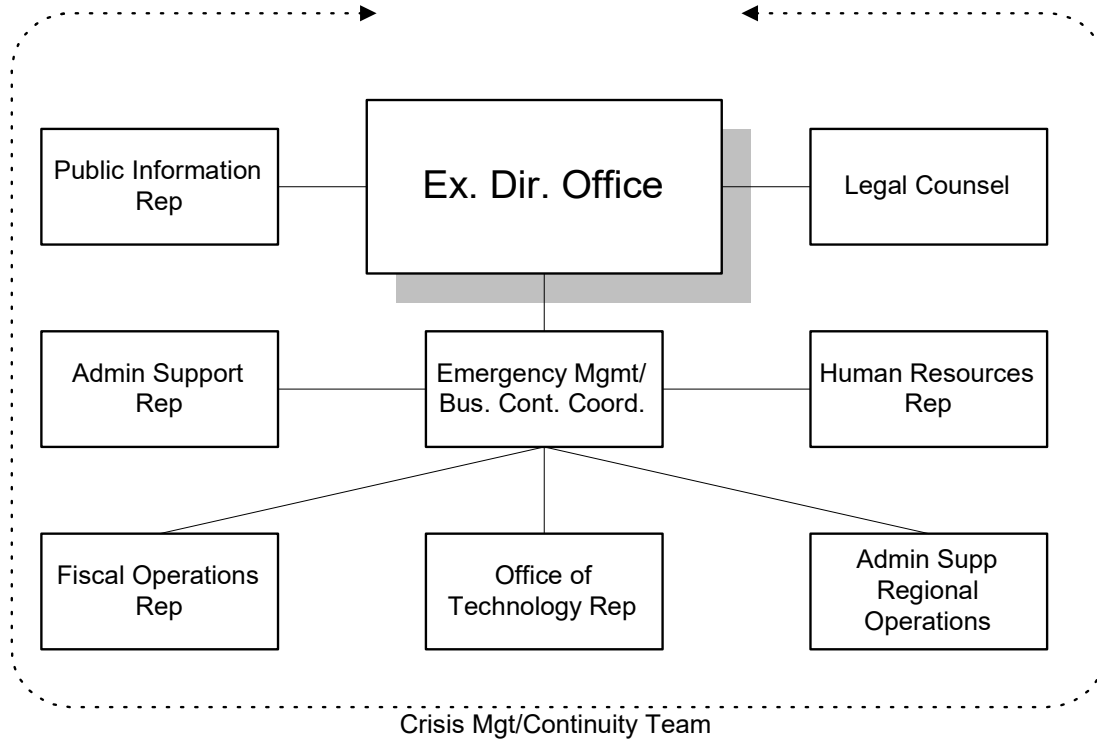 Public Information
Rep
Ex. Dir. Office
Legal Counsel
Admin Support
Rep
Emergency Mgmt/
Bus. Cont. Coord.
Human Resources
Rep
Fiscal Operations
Rep
Office of
Technology Rep
Admin Supp
Regional
Operations
Crisis Mgt/Continuity Team